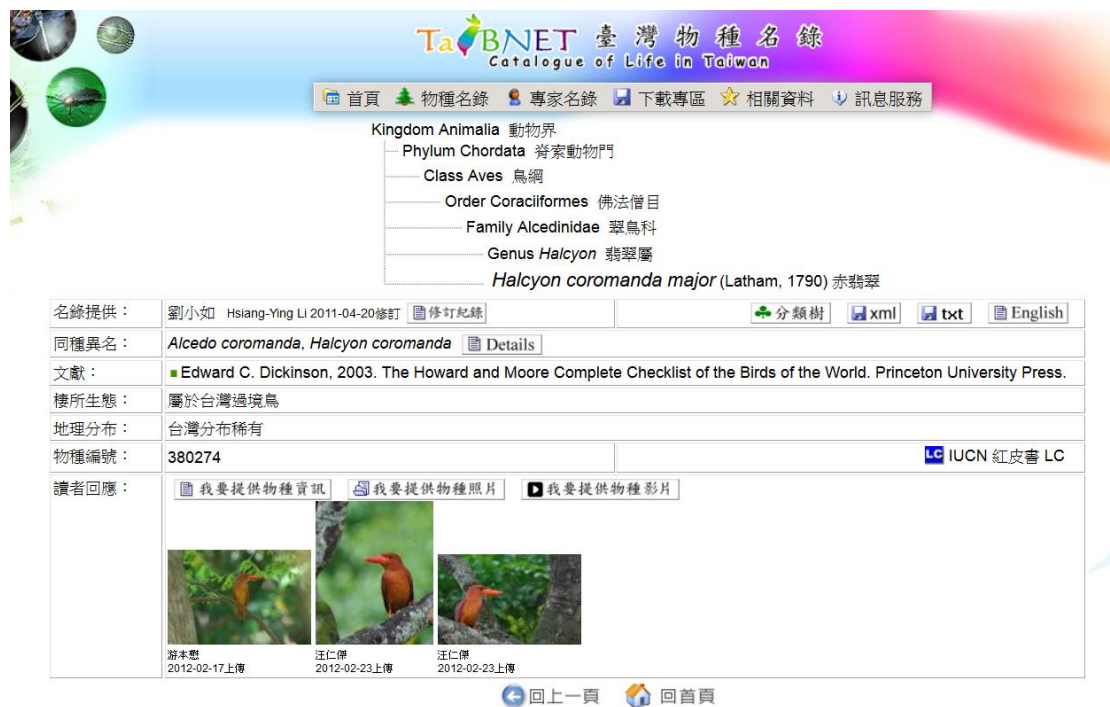 TaiBNET 臺灣物種名錄
Catalogue of Life in Taiwan
首頁 物種名錄 專家名錄 下載專區 相關資料 訊息服務
Kingdom Animalia 動物界
Phylum Chordata 脊索動物門
Class Aves 鳥綱
Order Coraciiformes 佛法僧目
Family Alcedinidae 翠鳥科
Genus Halcyon 翡翠屬
Halcyon coromanda major (Latham, 1790) 赤翡翠
名錄提供： 劉小如 Hsiang-Ying Li 2011-04-20修訂 修訂紀錄 分類樹 xml txt English
同種異名： Alcedo coromanda, Halcyon coromanda Details
文獻： Edward C. Dickinson, 2003. The Howard and Moore Complete Checklist of the Birds of the World. Princeton University Press.
棲所生態： 屬於台灣過境鳥
地理分布： 台灣分布稀有
物種編號： 380274 LC IUCN 紅皮書 LC
讀者回應： 我要提供物種資訊 我要提供物種照片 我要提供物種影片
游本懃 汪仁傑 汪仁傑
2012-02-17上傳 2012-02-23上傳 2012-02-23上傳
回上一頁 回首頁